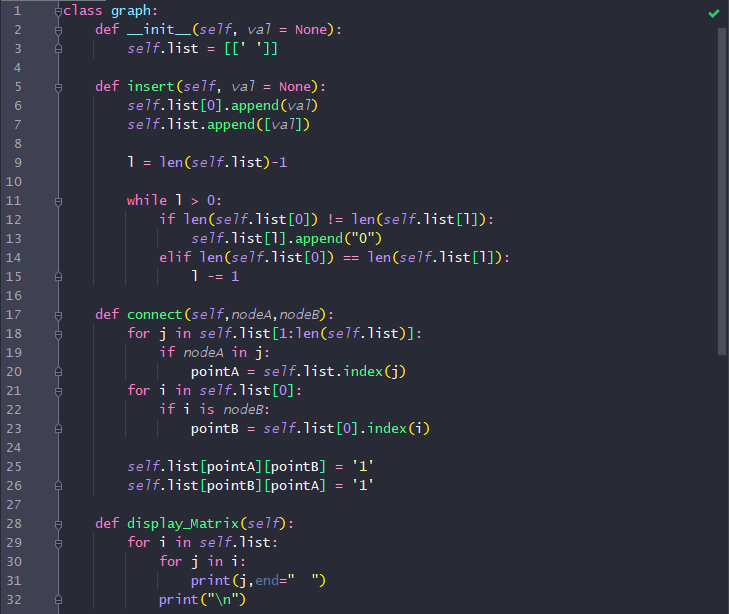 1 class graph:
2     def __init__(self, val = None):
3         self.list = [[' ']]
4
5     def insert(self, val = None):
6         self.list[0].append(val)
7         self.list.append([val])
8
9         l = len(self.list)-1
10
11         while l > 0:
12             if len(self.list[0]) != len(self.list[l]):
13                 self.list[l].append("0")
14             elif len(self.list[0]) == len(self.list[l]):
15                 l -= 1
16
17     def connect(self,nodeA,nodeB):
18         for j in self.list[1:len(self.list)]:
19             if nodeA in j:
20                 pointA = self.list.index(j)
21         for i in self.list[0]:
22             if i is nodeB:
23                 pointB = self.list[0].index(i)
24
25         self.list[pointA][pointB] = '1'
26         self.list[pointB][pointA] = '1'
27
28     def display_Matrix(self):
29         for i in self.list:
30             for j in i:
31                 print(j,end="  ")
32             print("\n")